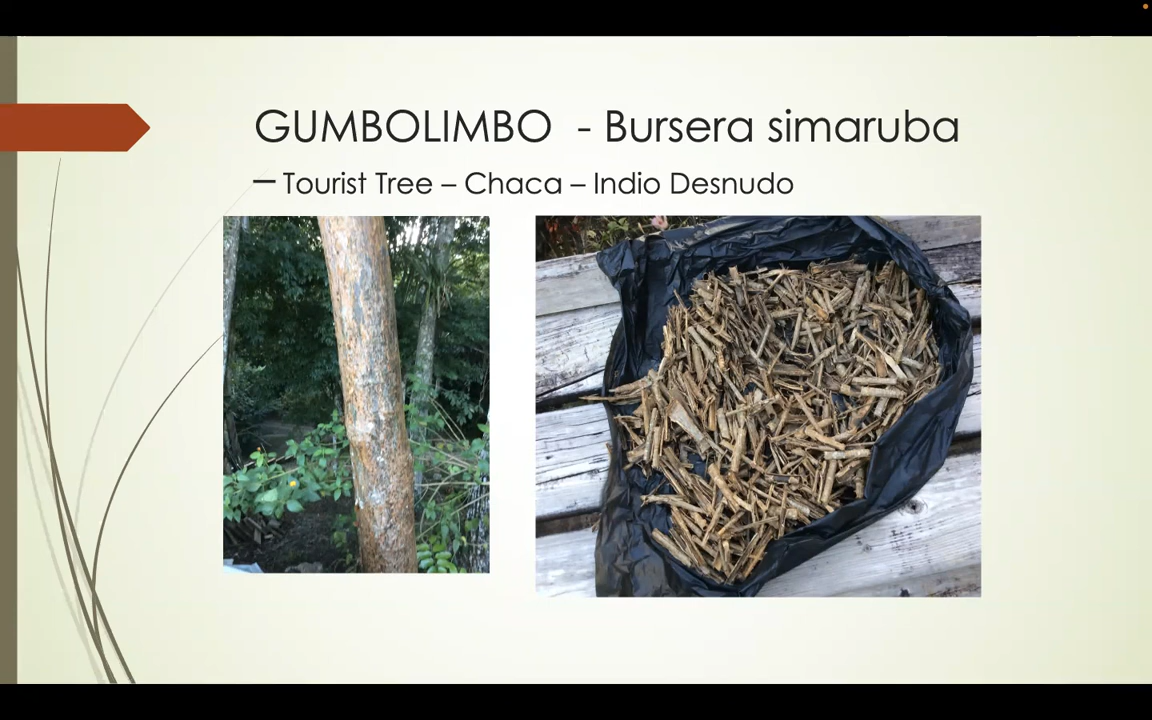 GUMBOLIMBO - Bursera simaruba
– Tourist Tree – Chaca – Indio Desnudo